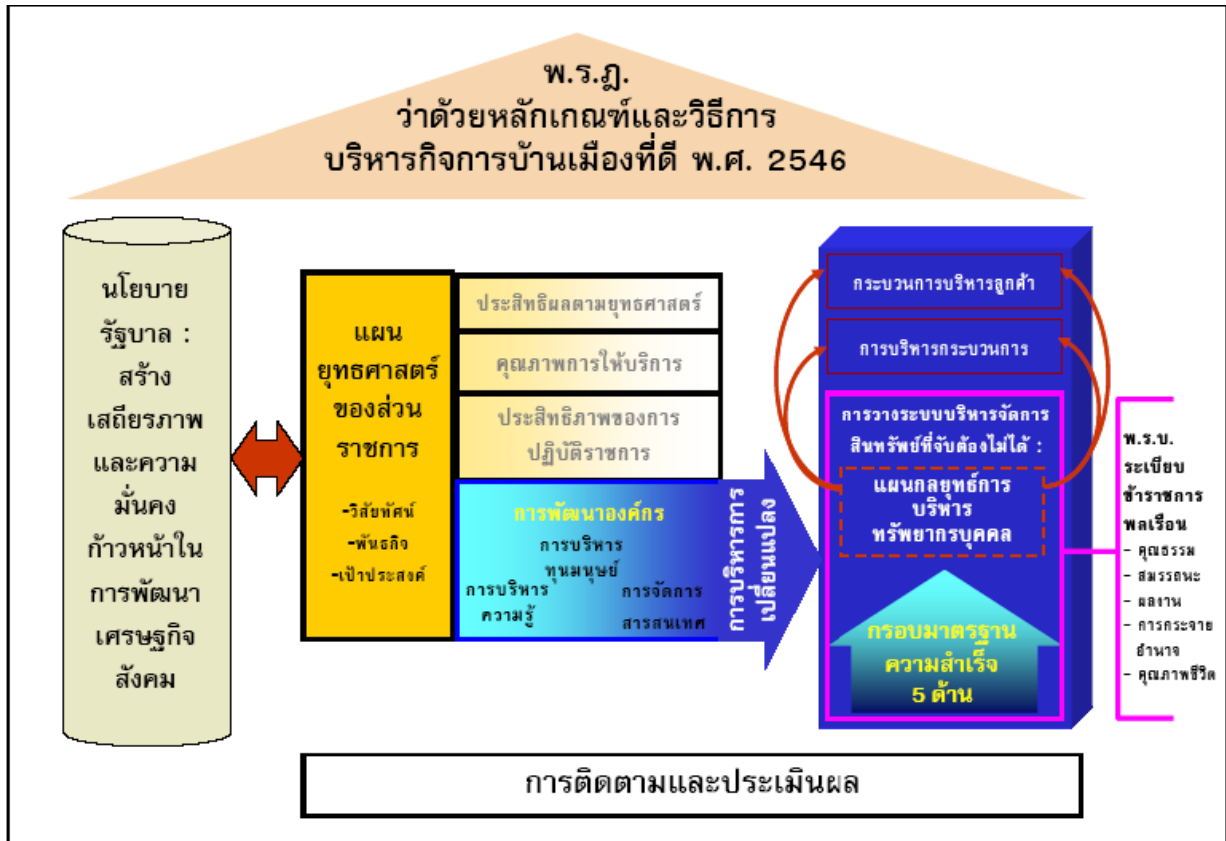 พ.ร.ฎ.
ว่าด้วยหลักเกณฑ์และวิธีการ
บริหารกิจการบ้านเมืองที่ดี พ.ศ. 2546
นโยบาย
รัฐบาล :
สร้าง
เสถียรภาพ
และความ
มั่นคง
ก้าวหน้าใน
การพัฒนา
เศรษฐกิจ
สังคม
แผน
ยุทธศาสตร์
ของส่วน
ราชการ
-วิสัยทัศน์
-พันธกิจ
-เป้าประสงค์
ประสิทธิผลตามยุทธศาสตร์
คุณภาพการให้บริการ
ประสิทธิภาพของการ
ปฏิบัติราชการ
การพัฒนาองค์กร
การบริหาร
ทุนมนุษย์
การบริหาร
ความรู้
การจัดการ
สารสนเทศ
การบริหารการ
เปลี่ยนแปลง
กระบวนการบริหารลูกค้า
การบริหารกระบวนการ
การวางระบบบริหารจัดการ
สินทรัพย์ที่จับต้องไม่ได้ :
แผนกลยุทธ์การ
บริหาร
ทรัพยากรบุคคล
กรอบมาตรฐาน
ความสำเร็จ
5 ด้าน
พ.ร.บ.
ระเบียบ
ข้าราชการ
พลเรือน
- คุณธรรม
- สมรรถนะ
- ผลงาน
- การกระจาย
อำนาจ
- คุณภาพชีวิต
การติดตามและประเมินผล